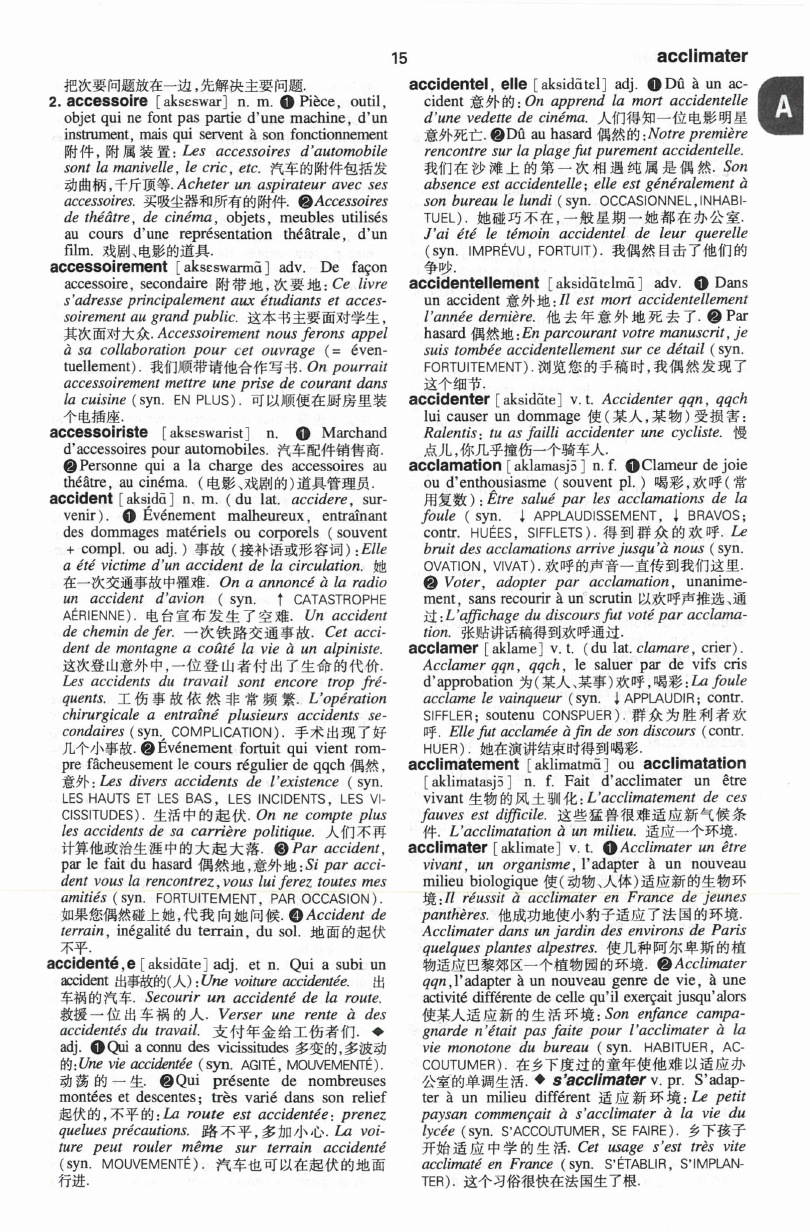 15
acclimater
A
把次要问题放在一边,先解决主要问题.
2. accessoire [aksɛswar] n. m. ❶ Pièce, outil,
objet qui ne font pas partie d'une machine, d'un
instrument, mais qui servent à son fonctionnement
附件, 附属装置: Les accessoires d'automobile
sont la manivelle, le cric, etc. 汽车的附件包括发
动曲柄,千斤顶等. Acheter un aspirateur avec ses
accessoires. 买吸尘器和所有的附件. ❷Accessoires
de théâtre, de cinéma, objets, meubles utilisés
au cours d'une représentation théâtrale, d'un
film. 戏剧、电影的道具.
accessoirement [aksɛswarmɑ̃] adv. De façon
accessoire, secondaire 附带地,次要地: Ce livre
s'adresse principalement aux étudiants et acces-
soirement au grand public. 这本书主要面对学生,
其次面对大众. Accessoirement nous ferons appel
à sa collaboration pour cet ouvrage (= éven-
tuellement). 我们顺带请他合作写书. On pourrait
accessoirement mettre une prise de courant dans
la cuisine (syn. EN PLUS). 可以顺便在厨房里装
个电插座.
accessoiriste [aksɛswarist] n. ❶ Marchand
d'accessoires pour automobiles. 汽车配件销售商.
❷Personne qui a la charge des accessoires au
théâtre, au cinéma. (电影、戏剧的)道具管理员.
accident [aksidɑ̃] n. m. (du lat. accidere, sur-
venir). ❶ Événement malheureux, entraînant
des dommages matériels ou corporels (souvent
+ compl. ou adj.) 事故 (接补语或形容词): Elle
a été victime d'un accident de la circulation. 她
在一次交通事故中罹难. On a annoncé à la radio
un accident d'avion (syn. ↑ CATASTROPHE
AÉRIENNE). 电台宣布发生了空难. Un accident
de chemin de fer. 一次铁路交通事故. Cet acci-
dent de montagne a coûté la vie à un alpiniste.
这次登山意外中,一位登山者付出了生命的代价.
Les accidents du travail sont encore trop fré-
quents. 工伤事故依然非常频繁. L'opération
chirurgicale a entraîné plusieurs accidents se-
condaires (syn. COMPLICATION). 手术出现了好
几个小事故. ❷Événement fortuit qui vient rom-
pre fâcheusement le cours régulier de qqch 偶然,
意外: Les divers accidents de l'existence (syn.
LES HAUTS ET LES BAS, LES INCIDENTS, LES VI-
CISSITUDES). 生活中的起伏. On ne compte plus
les accidents de sa carrière politique. 人们不再
计算他政治生涯中的大起大落. ❸ Par accident,
par le fait du hasard 偶然地,意外地: Si par acci-
dent vous la rencontrez, vous lui ferez toutes mes
amitiés (syn. FORTUITEMENT, PAR OCCASION).
如果您偶然碰上她,代我向她问候. ❹ Accident de
terrain, inégalité du terrain, du sol. 地面的起伏
不平.
accidenté,e [aksidɑ̃te] adj. et n. Qui a subi un
accident 出事故的(人): Une voiture accidentée. 出
车祸的汽车. Secourir un accidenté de la route.
救援一位出车祸的人. Verser une rente à des
accidentés du travail. 支付年金给工伤者们. ◆
adj. ❶Qui a connu des vicissitudes 多变的,多波动
的: Une vie accidentée (syn. AGITÉ, MOUVEMENTÉ).
动荡的一生. ❷Qui présente de nombreuses
montées et descentes; très varié dans son relief
起伏的,不平的: La route est accidentée: prenez
quelues précautions. 路不平,多加小心. La voi-
ture peut rouler même sur terrain accidenté
(syn. MOUVEMENTÉ). 汽车也可以在起伏的地面
行进.
accidentel, elle [aksidɑ̃tɛl] adj. ❶Dû à un ac-
cident 意外的: On apprend la mort accidentelle
d'une vedette de cinéma. 人们得知一位电影明星
意外死亡. ❷Dû au hasard 偶然的: Notre première
rencontre sur la plage fut purement accidentelle.
我们在沙滩上的第一次相遇纯属是偶然. Son
absence est accidentelle; elle est généralement à
son bureau le lundi (syn. OCCASIONNEL, INHABI-
TUEL). 她碰巧不在,一般星期一她都在办公室.
J'ai été le témoin accidentel de leur querelle
(syn. IMPRÉVU, FORTUIT). 我偶然目击了他们的
争吵.
accidentellement [aksidɑ̃tɛlmɑ̃] adv. ❶ Dans
un accident 意外地: Il est mort accidentellement
l'année dernière. 他去年意外地死去了. ❷ Par
hasard 偶然地: En parcourant votre manuscrit, je
suis tombée accidentellement sur ce détail (syn.
FORTUITEMENT). 浏览您的手稿时,我偶然发现了
这个细节.
accidenter [aksidɑ̃te] v. t. Accidenter qqn, qqch
lui causer un dommage 使(某人,某物)受损害:
Ralentis: tu as failli accidenter une cycliste. 慢
点儿,你几乎撞伤一个骑车人.
acclamation [aklamasjɔ̃] n. f. ❶Clameur de joie
ou d'enthousiasme (souvent pl.) 喝彩,欢呼(常
用复数): Être salué par les acclamations de la
foule (syn. ↓ APPLAUDISSEMENT, ↓ BRAVOS;
contr. HUÉES, SIFFLETS). 得到群众的欢呼. Le
bruit des acclamations arrive jusqu'à nous (syn.
OVATION, VIVAT). 欢呼的声音一直传到我们这里.
❷ Voter, adopter par acclamation, unanime-
ment, sans recourir à un scrutin 以欢呼声推选、通
过: L'affichage du discours fut voté par acclama-
tion. 张贴讲话稿得到欢呼通过.
acclamer [aklame] v. t. (du lat. clamare, crier).
Acclamer qqn, qqch, le saluer par de vifs cris
d'approbation 为(某人、某事)欢呼,喝彩: La foule
acclame le vainqueur (syn. ↓ APPLAUDIR; contr.
SIFFLER; soutenu CONSPUER). 群众为胜利者欢
呼. Elle fut acclamée à fin de son discours (contr.
HUER). 她在演讲结束时得到喝彩.
acclimatement [aklimatmɑ̃] ou acclimatation
[aklimatasjɔ̃] n. f. Fait d'acclimater un être
vivant 生物的风土驯化: L'acclimatement de ces
fauves est difficile. 这些猛兽很难适应新气候条
件. L'acclimatation à un milieu. 适应一个环境.
acclimater [aklimate] v. t. ❶Acclimater un être
vivant, un organisme, l'adapter à un nouveau
milieu biologique 使(动物、人体)适应新的生物环
境: Il réussit à acclimater en France de jeunes
panthères. 他成功地使小豹子适应了法国的环境.
Acclimater dans un jardin des environs de Paris
quelques plantes alpestres. 使几种阿尔卑斯的植
物适应巴黎郊区一个植物园的环境. ❷Acclimater
qqn, l'adapter à un nouveau genre de vie, à une
activité différente de celle qu'il exerçait jusqu'alors
使某人适应新的生活环境: Son enfance campa-
gnarde n'était pas faite pour l'acclimater à la
vie monotone du bureau (syn. HABITUER, AC-
COUTUMER). 在乡下度过的童年使他难以适应办
公室的单调生活. ◆ s'acclimater v. pr. S'adap-
ter à un milieu différent 适应新环境: Le petit
paysan commençait à s'acclimater à la vie du
lycée (syn. S'ACCOUTUMER, SE FAIRE). 乡下孩子
开始适应中学的生活. Cet usage s'est très vite
acclimaté en France (syn. S'ÉTABLIR, S'IMPLAN-
TER). 这个习俗很快在法国生了根.